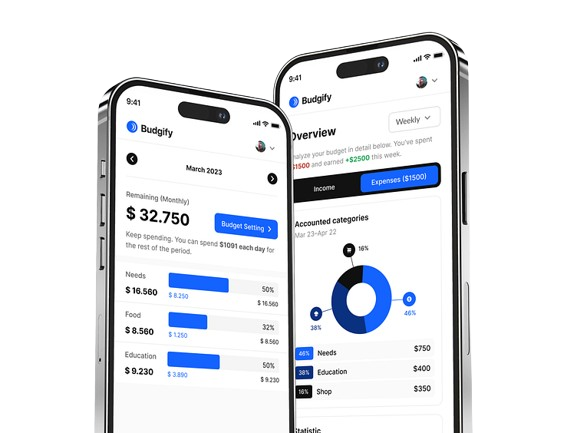 9:41
Budgify
March 2023
Remaining (Monthly)
$ 32.750
Budget Setting
Keep spending. You can spend $1091 each day for
the rest of the period.
Needs
50%
$ 16.560
$ 8.250
$ 16.560
Food
32%
$ 8.560
$ 1.250
$ 8.560
Education
50%
$ 9.230
$ 3.890
$ 9.230
9:41
Budgify
Overview
Weekly
nalyze your budget in detail below. You've spent
$1500 and earned +$2500 this week.
Income
Expenses ($1500)
Accounted categories
Mar 23-Apr 22
16%
38%
46%
46% Needs $750
38% Education $400
16% Shop $350
Statistic